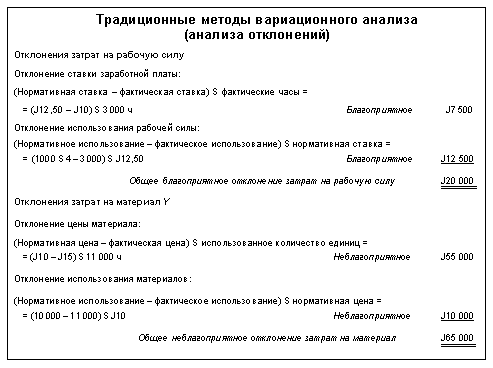 Традиционные методы вариационного анализа
(анализа отклонений)
Отклонения затрат на рабочую силу
Отклонение ставки заработной платы:
(Нормативная ставка – фактическая ставка) S фактические часы =
= (J12,50 – J10) S 3 000 ч Благоприятное J7 500
Отклонение использования рабочей силы:
(Нормативное использование – фактическое использование) S нормативная ставка =
= (1000 S 4 – 3 000) S J12,50 Благоприятное J12 500
Общее благоприятное отклонение затрат на рабочую силу J20 000
Отклонения затрат на материал Y
Отклонение цены материала:
(Нормативная цена – фактическая цена) S использованное количество единиц =
= (J10 – J15) S 11 000 ч Неблагоприятное J55 000
Отклонение использования материалов:
(Нормативное использование – фактическое использование) S нормативная цена =
= (10 000 – 11 000) S J10 Неблагоприятное J10 000
Общее неблагоприятное отклонение затрат на материал J65 000